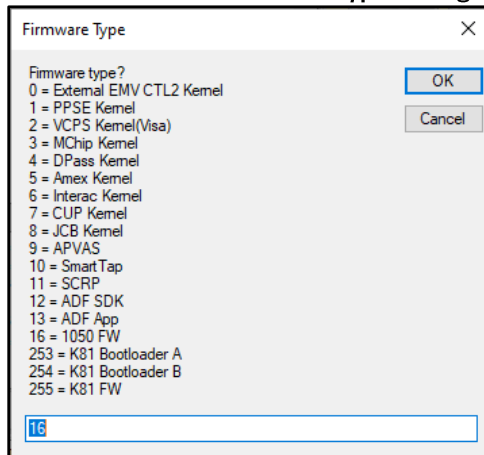 Firmware Type
Firmware type?
0 = External EMV CTL2 Kernel
1 = PPSE Kernel
2 = VCPS Kernel(Visa)
3 = MChip Kernel
4 = DPass Kernel
5 = Amex Kernel
6 = Interac Kernel
7 = CUP Kernel
8 = JCB Kernel
9 = APVAS
10 = SmartTap
11 = SCRP
12 = ADF SDK
13 = ADF App
16 = 1050 FW
253 = K81 Bootloader A
254 = K81 Bootloader B
255 = K81 FW
OK
Cancel
16